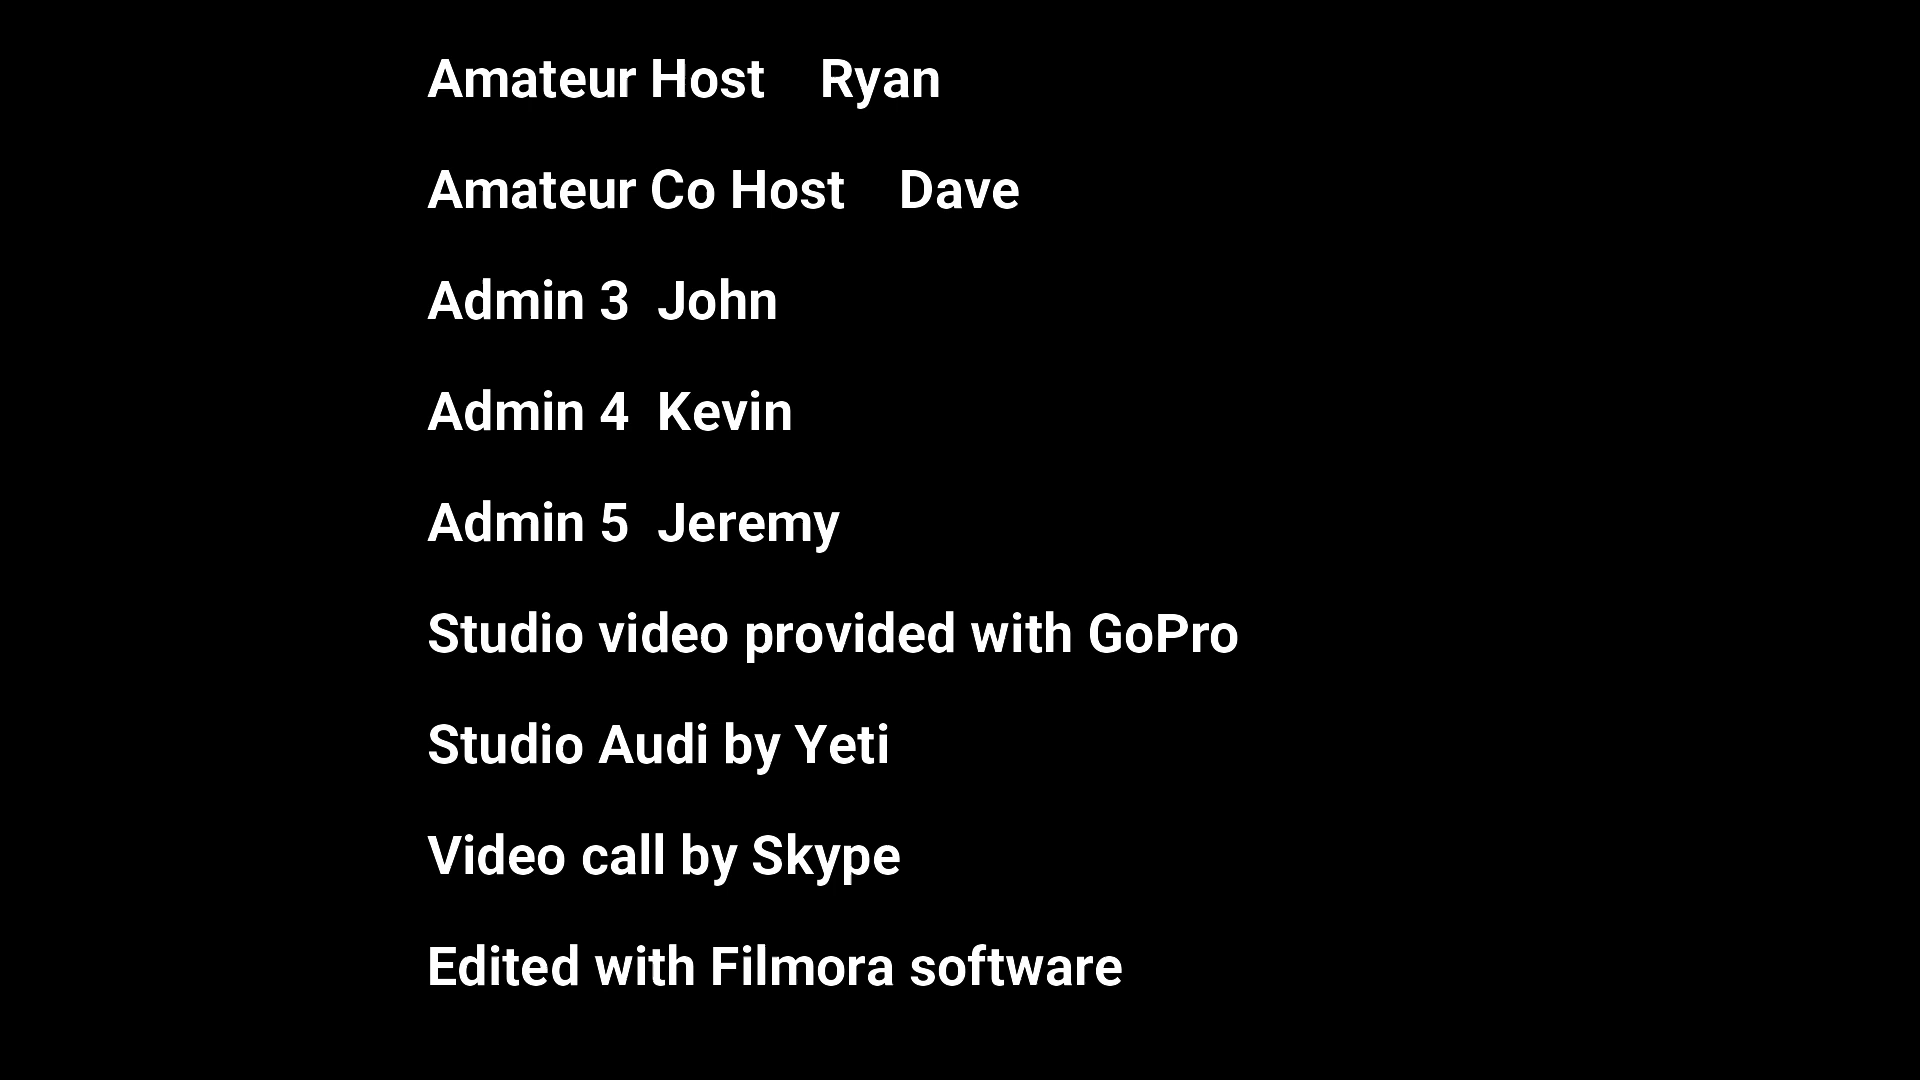 Amateur Host    Ryan
Amateur Co Host    Dave
Admin 3  John
Admin 4  Kevin
Admin 5  Jeremy
Studio video provided with GoPro
Studio Audi by Yeti
Video call by Skype
Edited with Filmora software